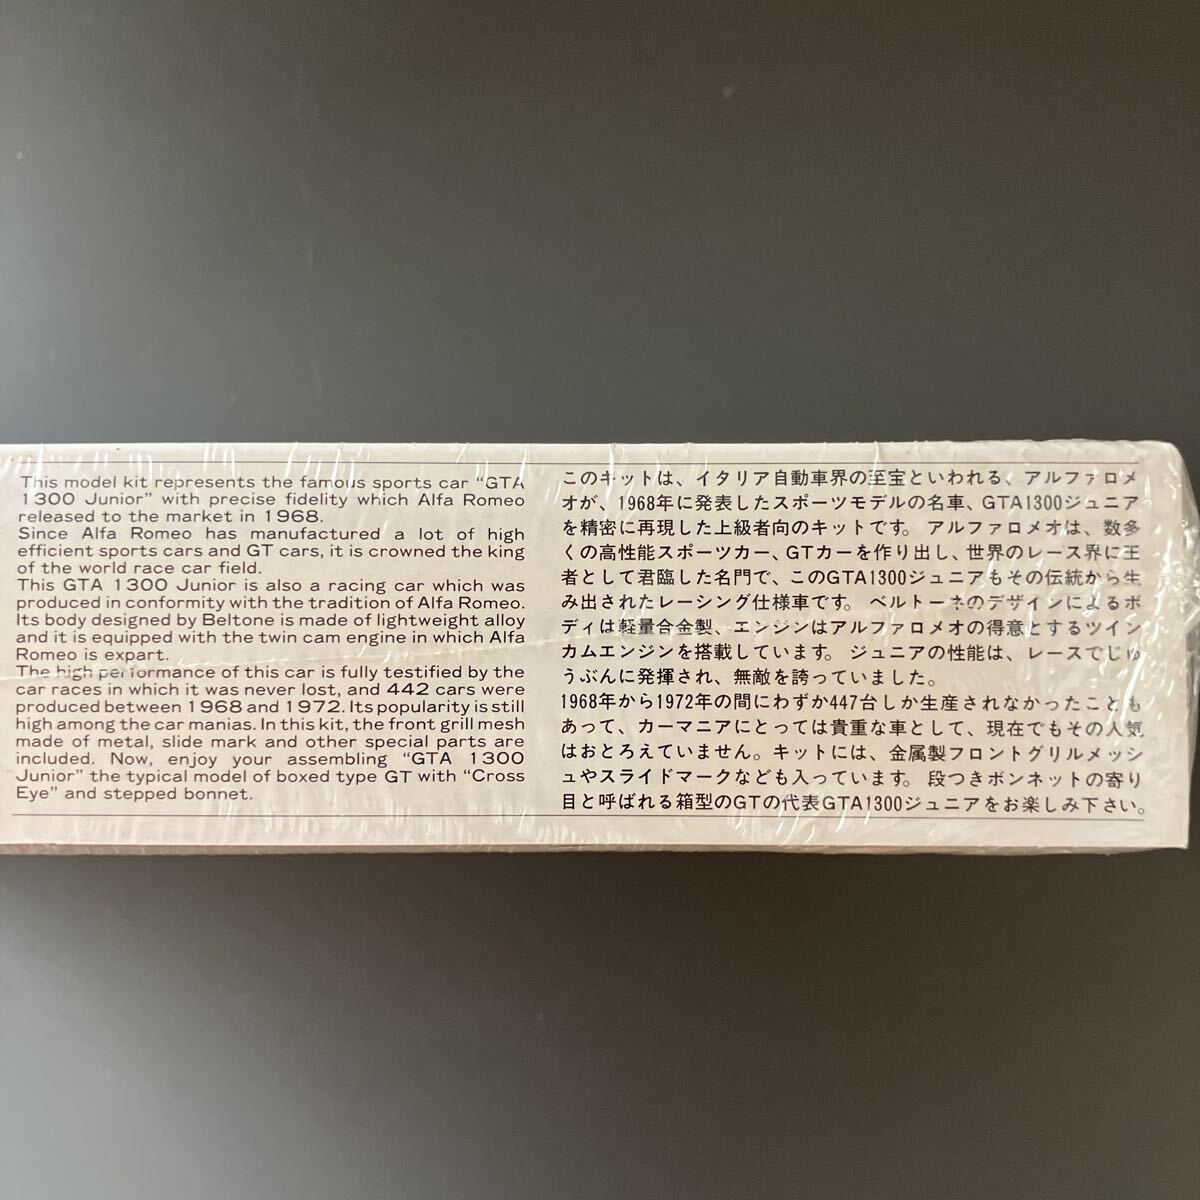 This model kit represents the famous sports car “GTA
1300 Junior” with precise fidelity which Alfa Romeo
released to the market in 1968.
Since Alfa Romeo has manufactured a lot of high
efficient sports cars and GT cars, it is crowned the king
of the world race car field.
This GTA 1300 Junior is also a racing car which was
produced in conformity with the tradition of Alfa Romeo.
Its body designed by Beltone is made of lightweight alloy
and it is equipped with the twin cam engine in which Alfa
Romeo is expart.
The high performance of this car is fully testified by the
car races in which it was never lost, and 442 cars were
produced between 1968 and 1972. Its popularity is still
high among the car manias. In this kit, the front grill mesh
made of metal, slide mark and other special parts are
included. Now, enjoy your assembling “GTA 1300
Junior” the typical model of boxed type GT with “Cross
Eye” and stepped bonnet.
このキットは、イタリア自動車界の至宝といわれる、アルファロメ
オが、1968年に発表したスポーツモデルの名車、GTA1300ジュニア
を精密に再現した上級者向のキットです。アルファロメオは、数多
くの高性能スポーツカー、GTカーを作り出し、世界のレース界に王
者として君臨した名門で、このGTA1300ジュニアもその伝統から生
み出されたレーシング仕様車です。ベルトーネのデザインによるボ
ディは軽量合金製、エンジンはアルファロメオの得意とするツイン
カムエンジンを搭載しています。ジュニアの性能は、レースでじゅ
うぶんに発揮され、無敵を誇っていました。
1968年から1972年の間にわずか447台しか生産されなかったことも
あって、カーマニアにとっては貴重な車として、現在でもその人気
はおとろえていません。キットには、金属製フロントグリルメッシ
ュやスライドマークなども入っています。段つきボンネットの寄り
目と呼ばれる箱型のGTの代表GTA1300ジュニアをお楽しみ下さい。